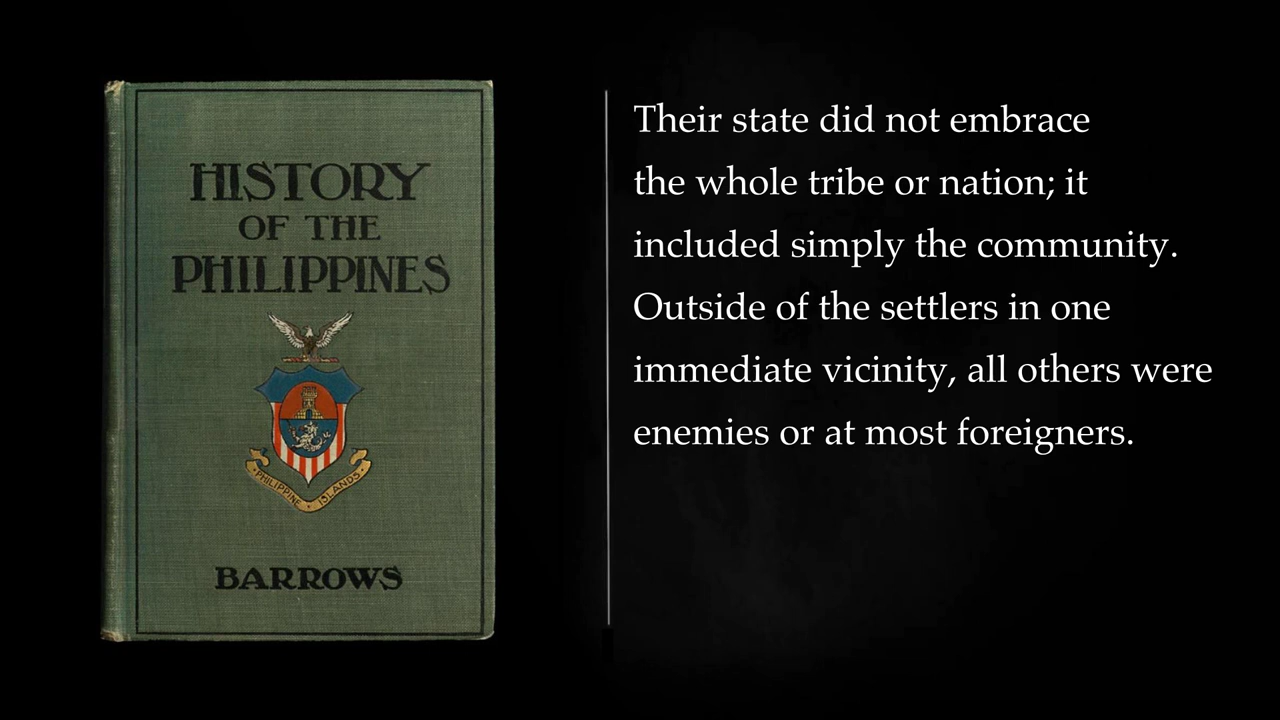 HISTORY
OF THE
PHILIPPINES
PHILIPPINE ISLANDS
BARROWS
Their state did not embrace
the whole tribe or nation; it
included simply the community.
Outside of the settlers in one
immediate vicinity, all others were
enemies or at most foreigners.